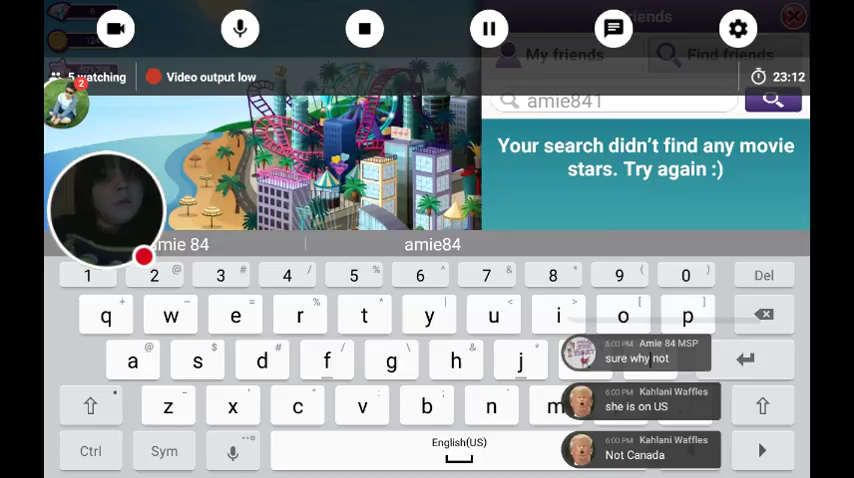 6
Friends
My friends
Find friends
5 watching
Video output low
23:12
2
amie841
Your search didn't find any movie
stars. Try again :)
amie 84
amie84
1 2 @ 3 # 4 / 5 % 6 ^ 7 & 8 * 9 ( 0 ) Del
q + w - e = r % t ^ y | u < i > o [ p ]
a @ s $ d # f / g h & j *
z x c v b n m
Ctrl Sym English(US)
6:00 PM Amie 84 MSP
sure why not
6:00 PM Kahlani Waffles
she is on US
6:00 PM Kahlani Waffles
Not Canada